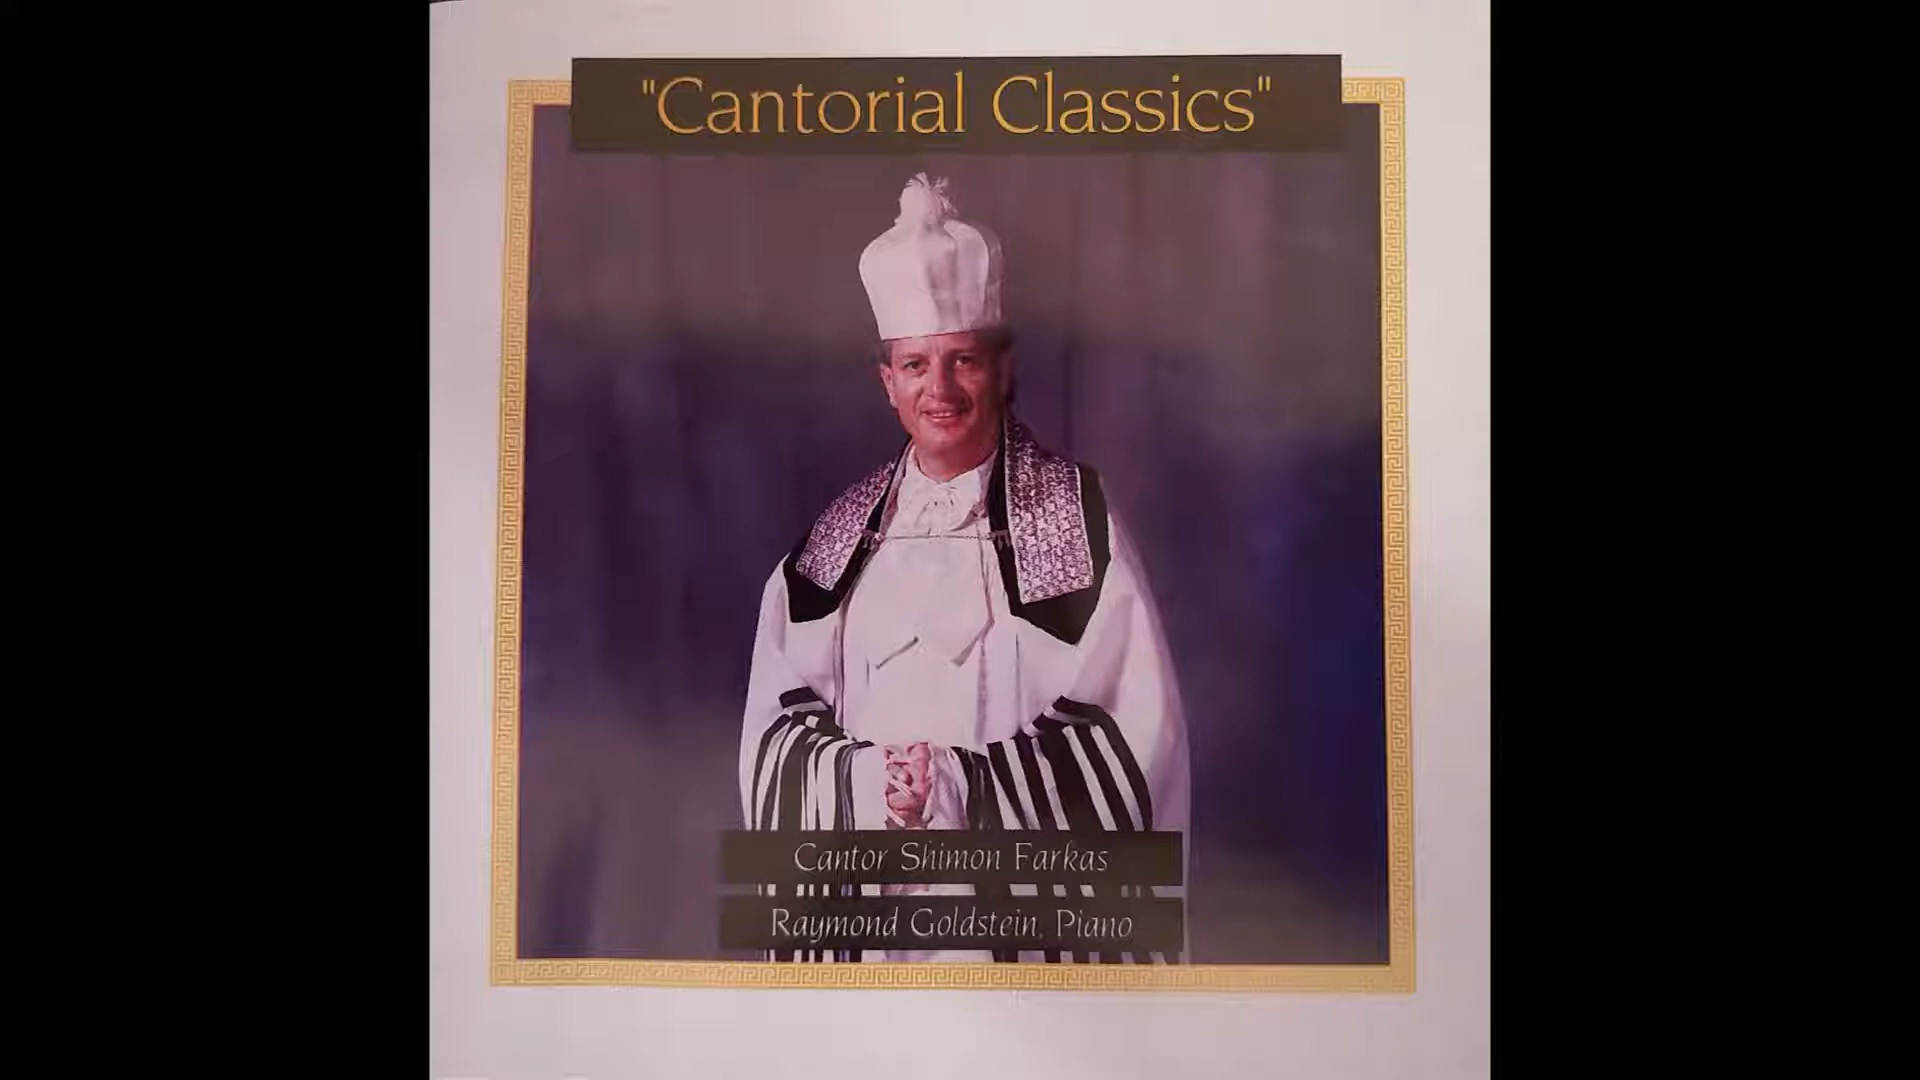 "Cantorial Classics"
Cantor Shimon Farkas
Raymond Goldstein, Piano